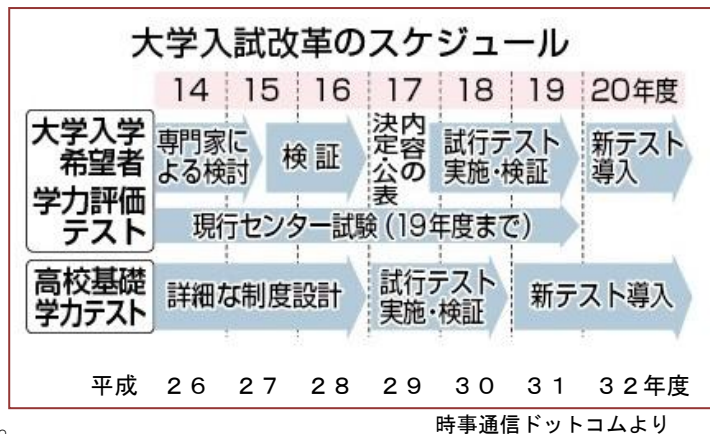 大学入試改革のスケジュール
14 15 16 17 18 19 20年度
大学入学
希望者
学力評価
テスト
専門家に
よる検討
検証
内容の
決定・公表
試行テスト
実施・検証
新テスト
導入
現行センター試験(19年度まで)
高校基礎
学力テスト
詳細な制度設計
試行テスト
実施・検証
新テスト導入
平成 26 27 28 29 30 31 32年度
時事通信ドットコムより
。